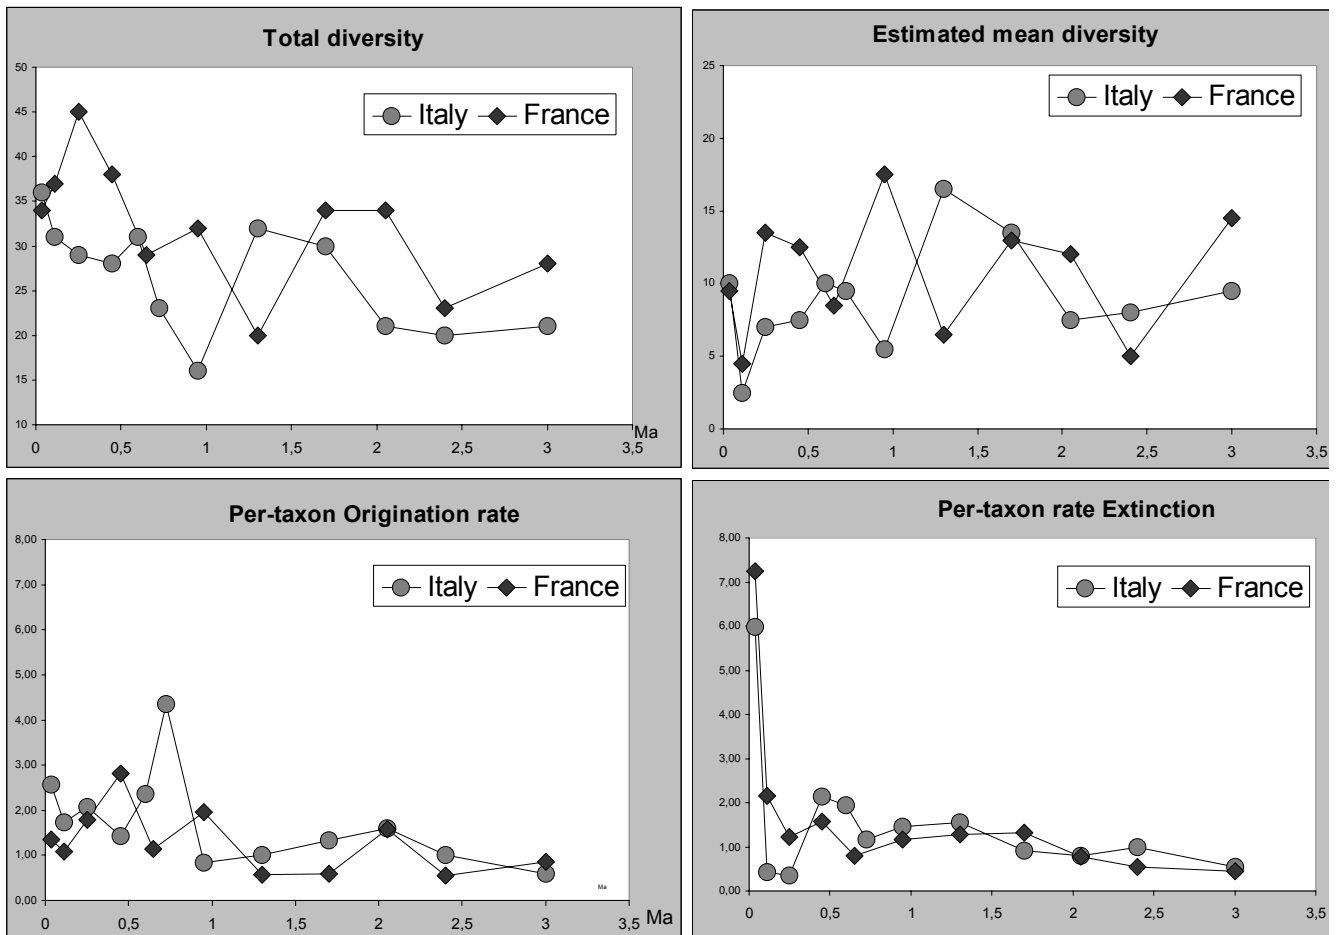 Total diversity
50
45
40
35
30
25
20
15
10
Italy France
0 0,5 1 1,5 2 2,5 3 3,5
Ma
Estimated mean diversity
25
20
15
10
5
0
Italy France
0 0,5 1 1,5 2 2,5 3 3,5
Per-taxon Origination rate
8,00
7,00
6,00
5,00
4,00
3,00
2,00
1,00
0,00
Italy France
Ma
0 0,5 1 1,5 2 2,5 3 3,5
Ma
Per-taxon rate Extinction
8,00
7,00
6,00
5,00
4,00
3,00
2,00
1,00
0,00
Italy France
0 0,5 1 1,5 2 2,5 3 3,5